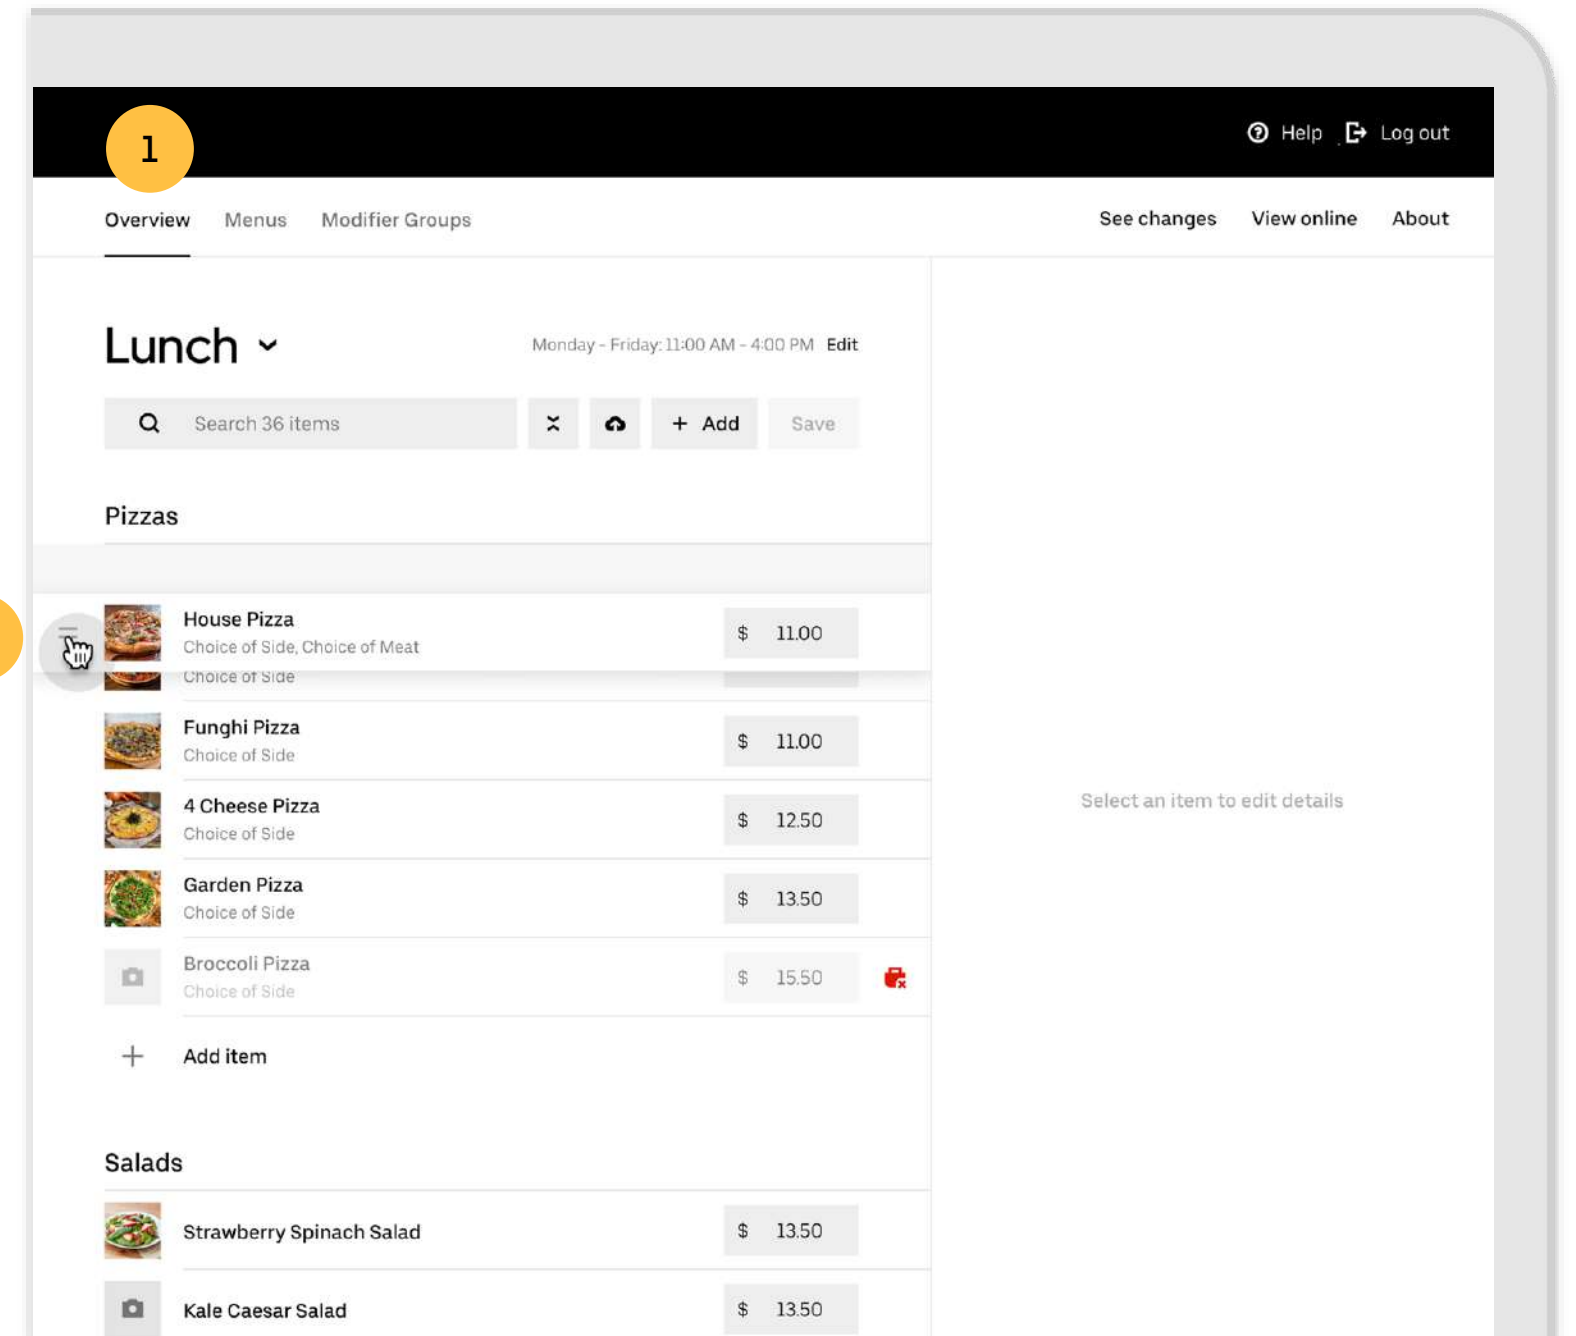 1
Help Log out
Overview Menus Modifier Groups See changes View online About
Lunch Monday - Friday: 11:00 AM - 4:00 PM Edit
Search 36 items + Add Save
Pizzas
House Pizza
Choice of Side, Choice of Meat
$ 11.00
Choice of Side
Funghi Pizza
Choice of Side
$ 11.00
4 Cheese Pizza
Choice of Side
$ 12.50
Garden Pizza
Choice of Side
$ 13.50
Broccoli Pizza
Choice of Side
$ 15.50
Select an item to edit details
+ Add item
Salads
Strawberry Spinach Salad $ 13.50
Kale Caesar Salad $ 13.50